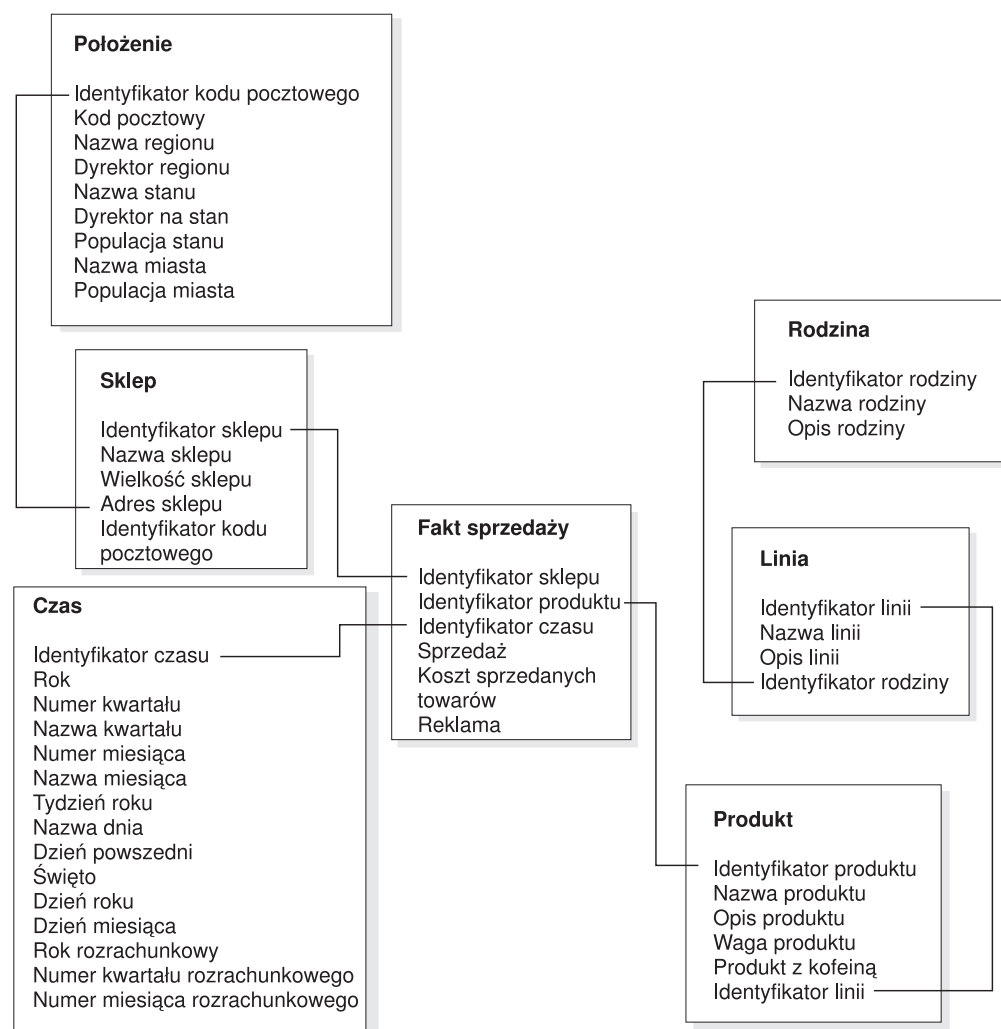 Położenie
Identyfikator kodu pocztowego
Kod pocztowy
Nazwa regionu
Dyrektor regionu
Nazwa stanu
Dyrektor na stan
Populacja stanu
Nazwa miasta
Populacja miasta
Sklep
Identyfikator sklepu
Nazwa sklepu
Wielkość sklepu
Adres sklepu
Identyfikator kodu
pocztowego
Czas
Identyfikator czasu
Rok
Numer kwartału
Nazwa kwartału
Numer miesiąca
Nazwa miesiąca
Tydzień roku
Nazwa dnia
Dzień powszedni
Święto
Dzień roku
Dzień miesiąca
Rok rozrachunkowy
Numer kwartału rozrachunkowego
Numer miesiąca rozrachunkowego
Fakt sprzedaży
Identyfikator sklepu
Identyfikator produktu
Identyfikator czasu
Sprzedaż
Koszt sprzedanych
towarów
Reklama
Rodzina
Identyfikator rodziny
Nazwa rodziny
Opis rodziny
Linia
Identyfikator linii
Nazwa linii
Opis linii
Identyfikator rodziny
Produkt
Identyfikator produktu
Nazwa produktu
Opis produktu
Waga produktu
Produkt z kofeiną
Identyfikator linii